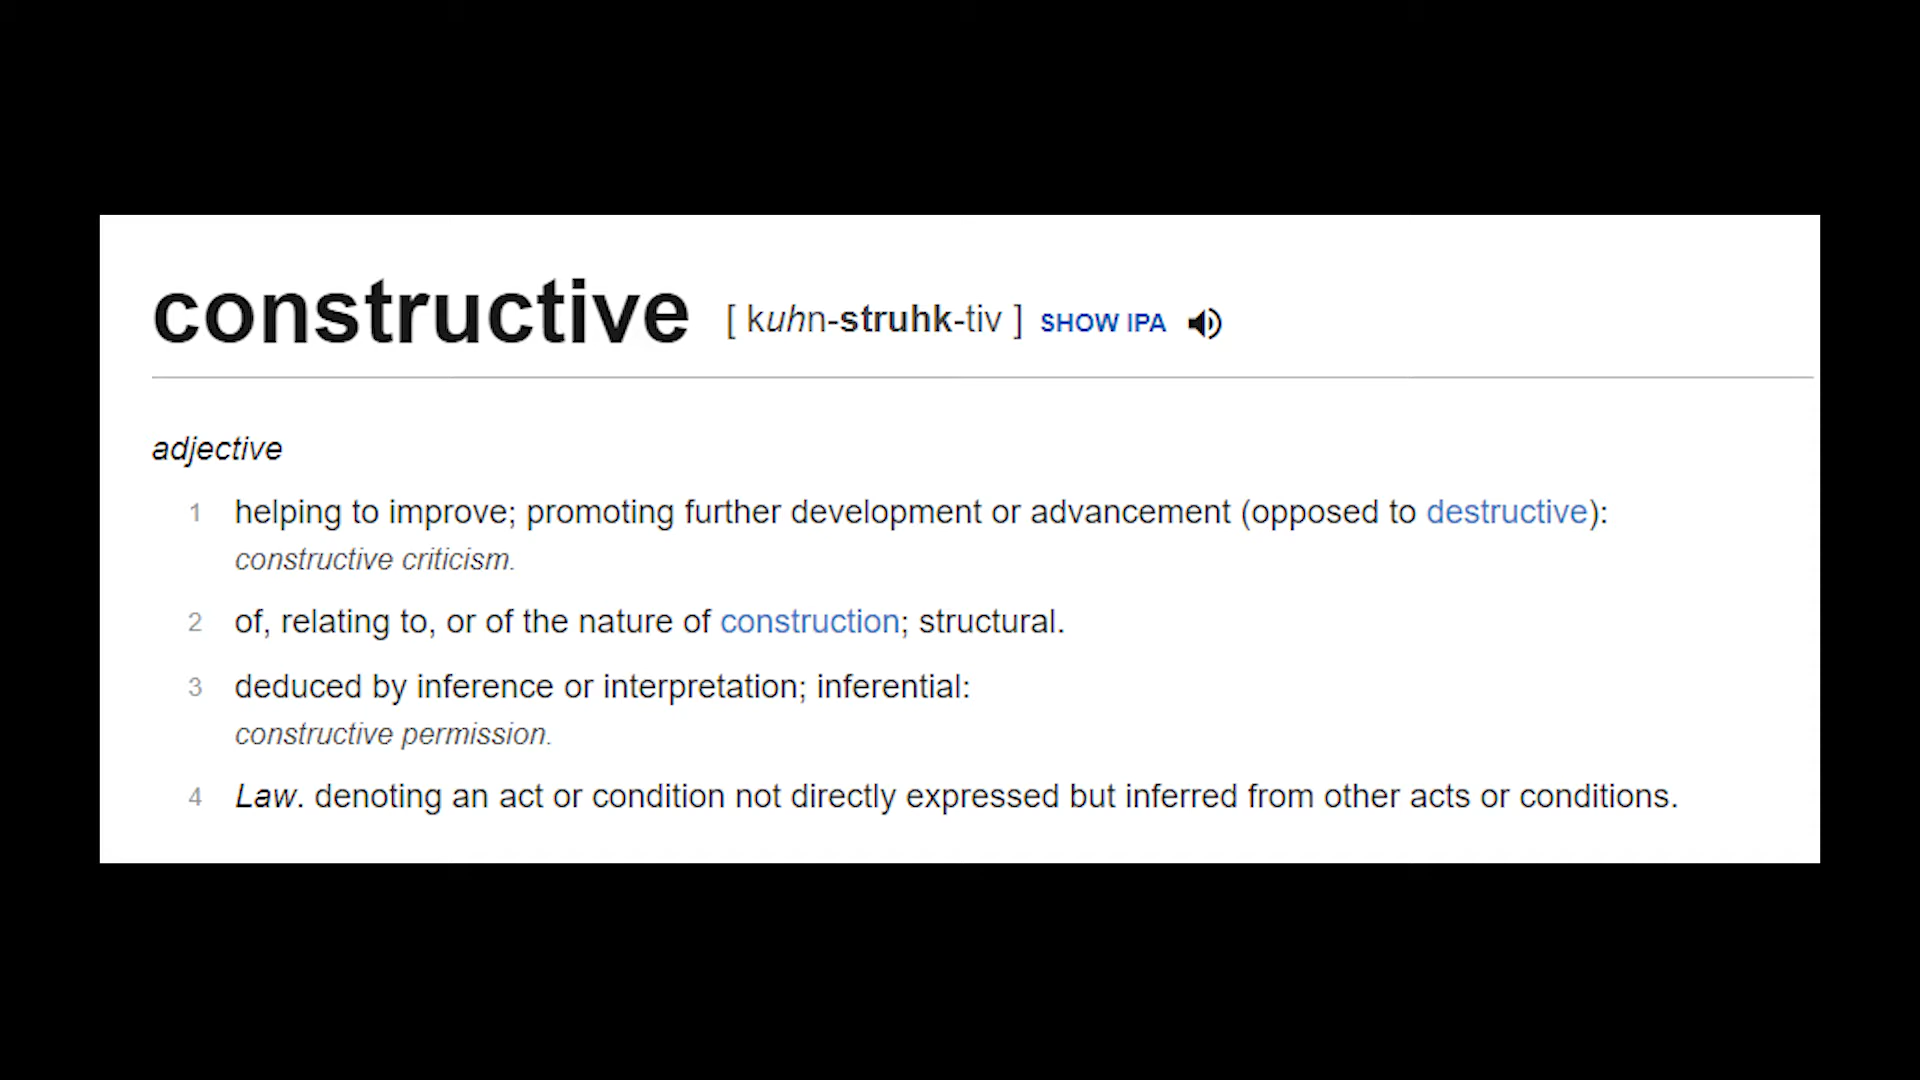 constructive [ kuhn-struhk-tiv ] SHOW IPA
adjective
1 helping to improve; promoting further development or advancement (opposed to destructive):
constructive criticism.
2 of, relating to, or of the nature of construction; structural.
3 deduced by inference or interpretation; inferential:
constructive permission.
4 Law. denoting an act or condition not directly expressed but inferred from other acts or conditions.